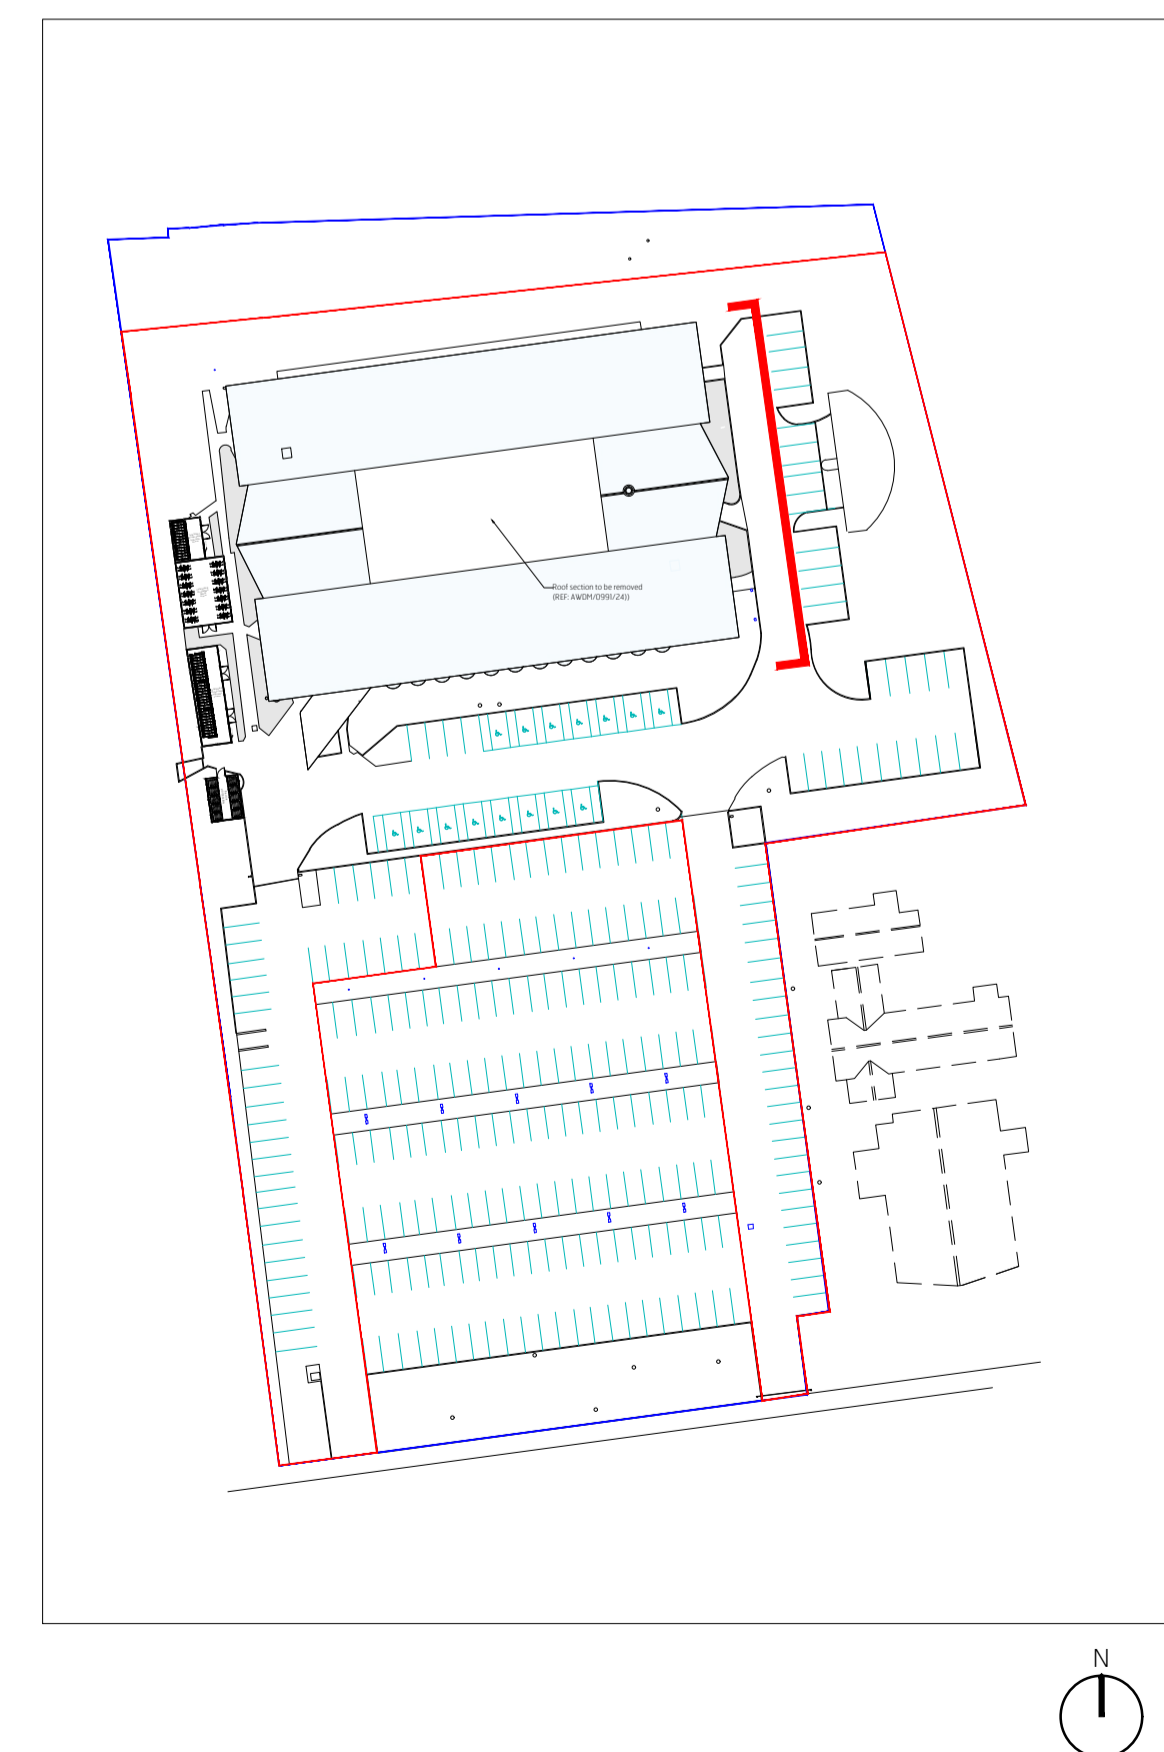 Roof section to be removed
(REF: AWDM/0991/24))
N